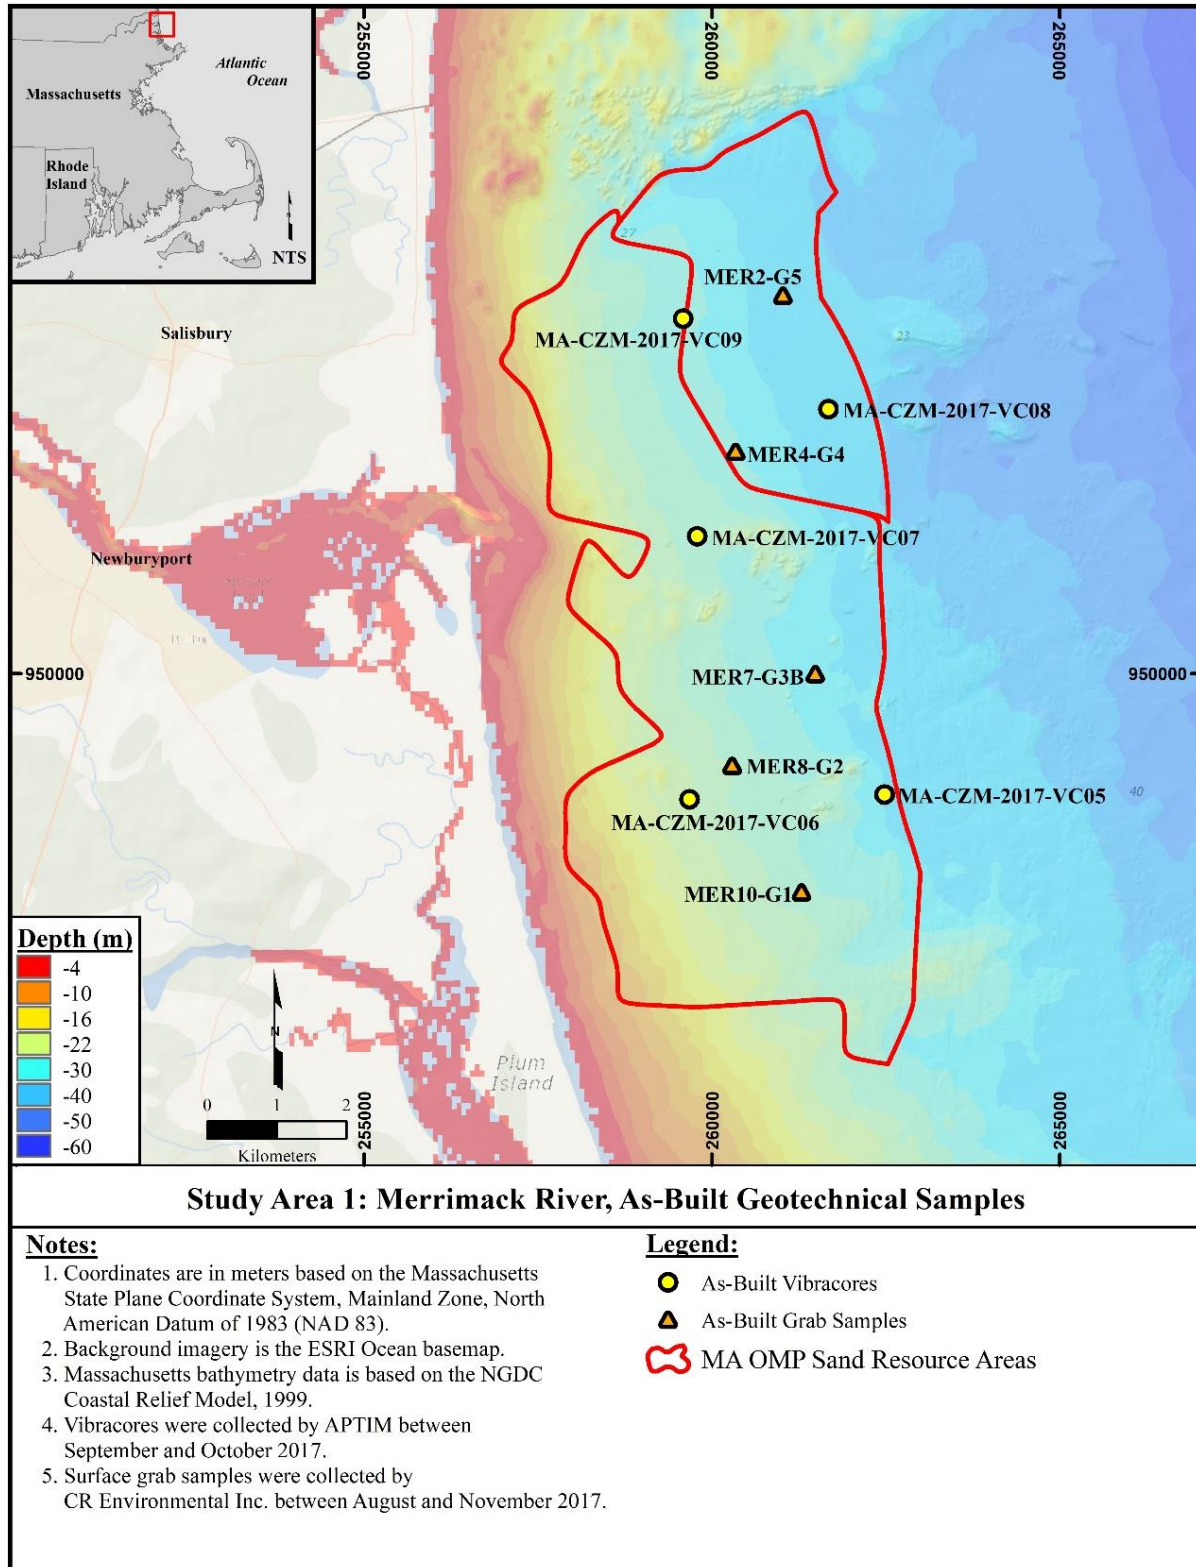 Atlantic
Ocean
Massachusetts
Rhode
Island
NTS
255000
260000
265000
27
MER2-G5
Salisbury
MA-CZM-2017-VC09
23
MA-CZM-2017-VC08
MER4-G4
MA-CZM-2017-VC07
Newburyport
950000
MER7-G3B
950000
MER8-G2
MA-CZM-2017-VC05
40
MA-CZM-2017-VC06
MER10-G1
Depth (m)
-4
-10
-16
-22
-30
-40
-50
-60
N
Plum
Island
0 1 2
Kilometers
255000
260000
265000
Study Area 1: Merrimack River, As-Built Geotechnical Samples
Notes:
1. Coordinates are in meters based on the Massachusetts
State Plane Coordinate System, Mainland Zone, North
American Datum of 1983 (NAD 83).
2. Background imagery is the ESRI Ocean basemap.
3. Massachusetts bathymetry data is based on the NGDC
Coastal Relief Model, 1999.
4. Vibracores were collected by APTIM between
September and October 2017.
5. Surface grab samples were collected by
CR Environmental Inc. between August and November 2017.
Legend:
As-Built Vibracores
As-Built Grab Samples
MA OMP Sand Resource Areas